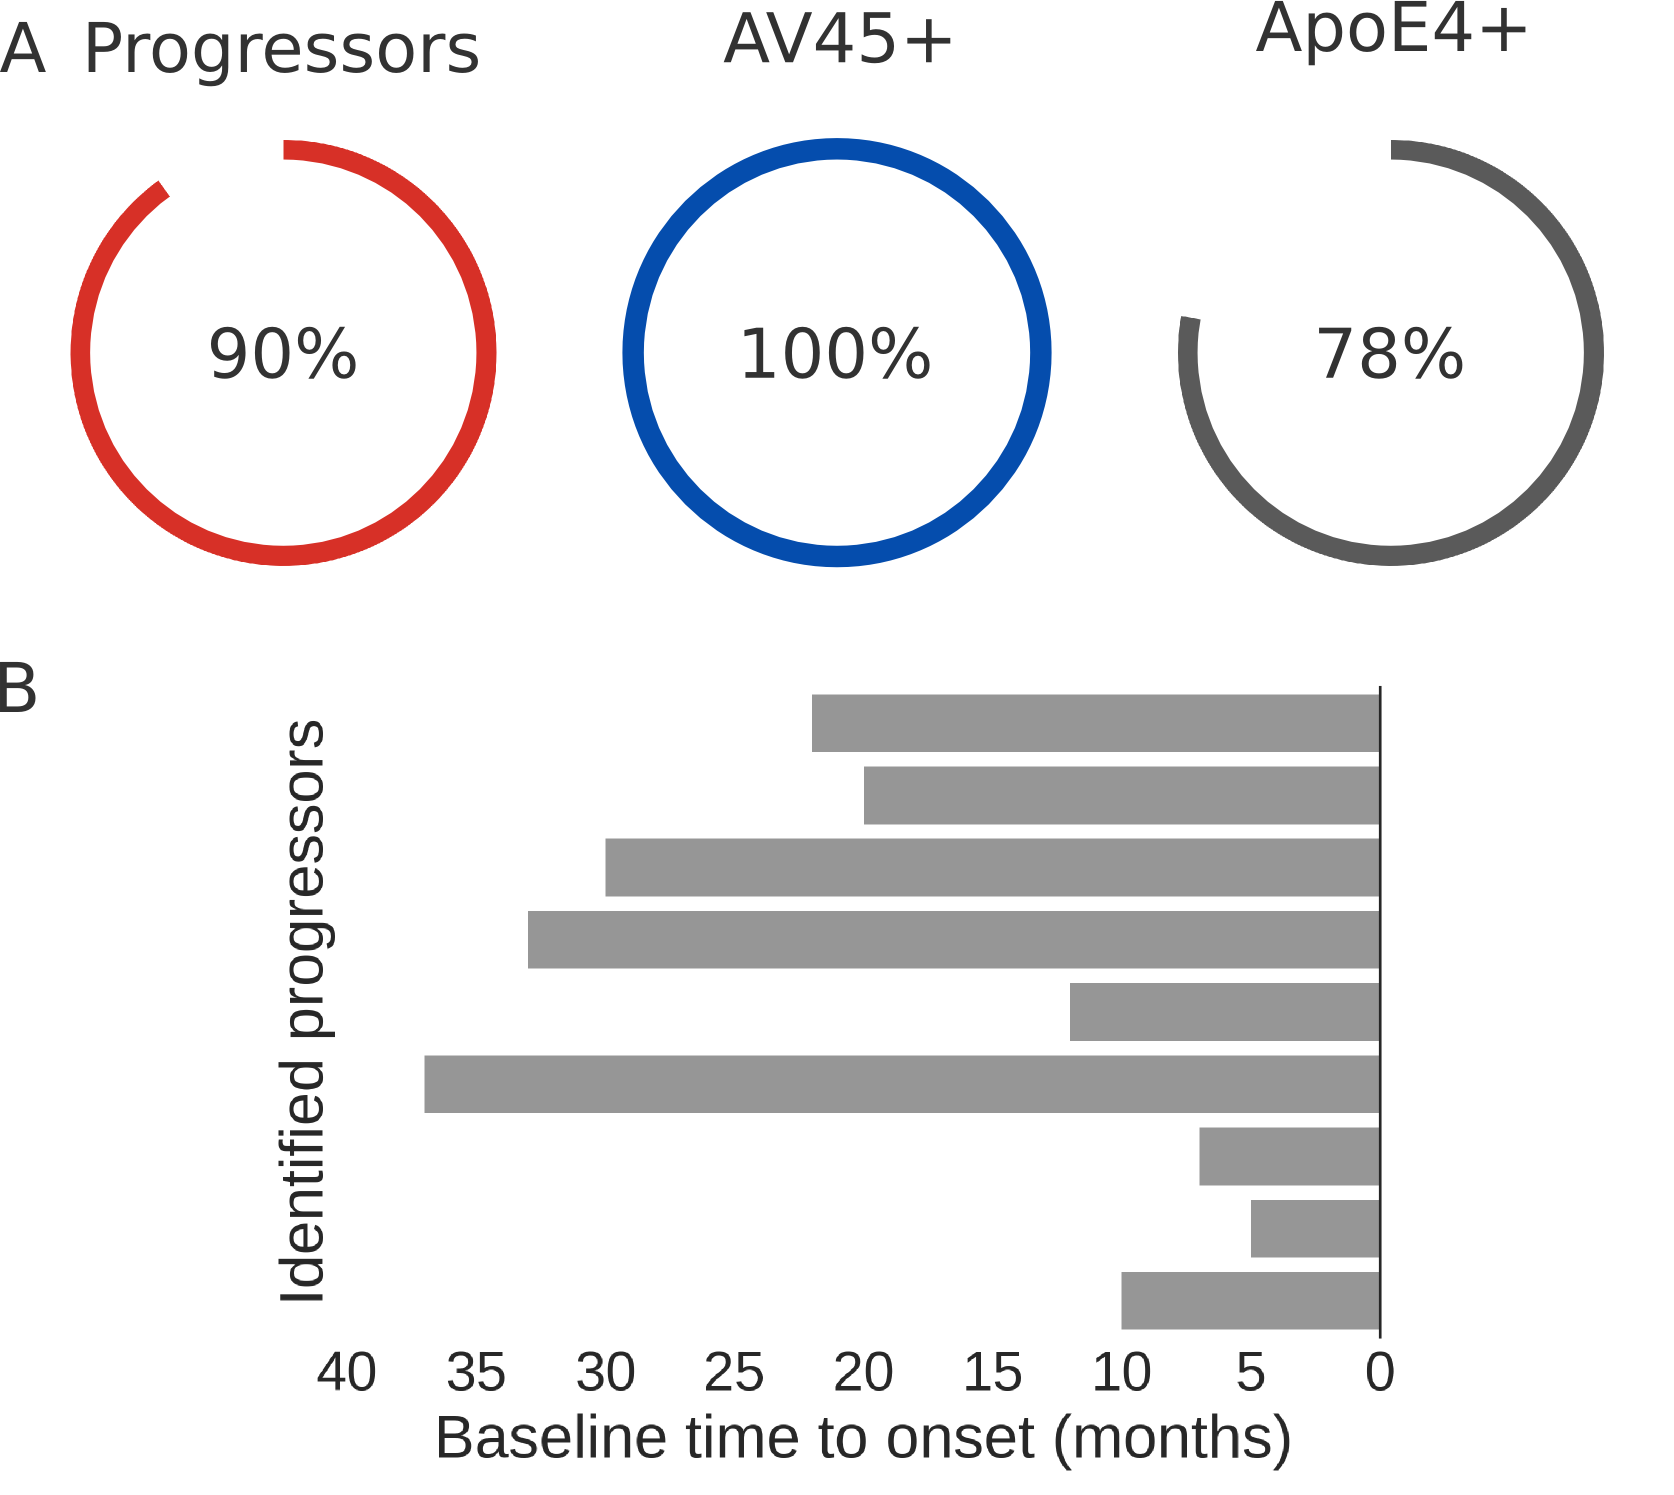 A Progressors AV45+ ApoE4+
90% 100% 78%
B
Identified progressors
40 35 30 25 20 15 10 5 0
Baseline time to onset (months)